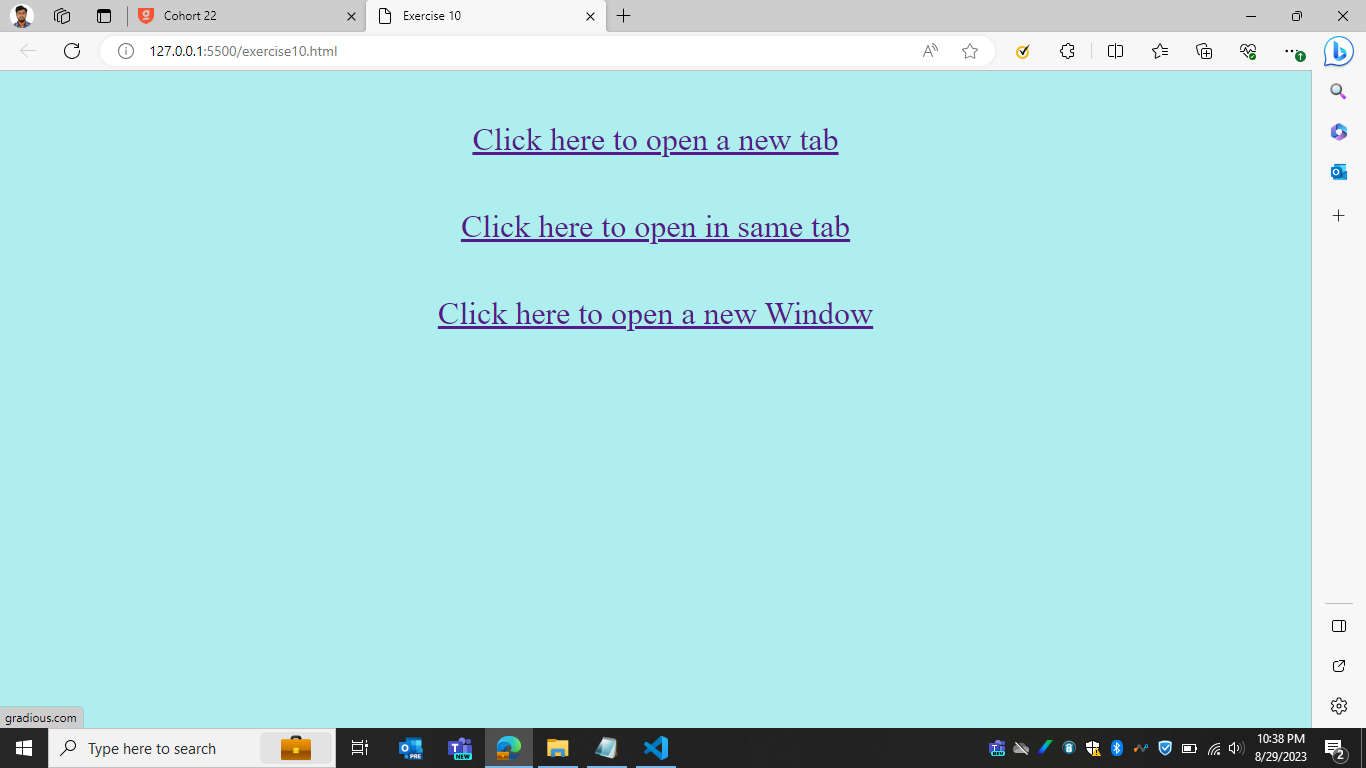 Cohort 22
Exercise 10
127.0.0.1:5500/exercise10.html
Click here to open a new tab
Click here to open in same tab
Click here to open a new Window
gradious.com
Type here to search
PRE
NEW
NEW
10:38 PM
8/29/2023
2